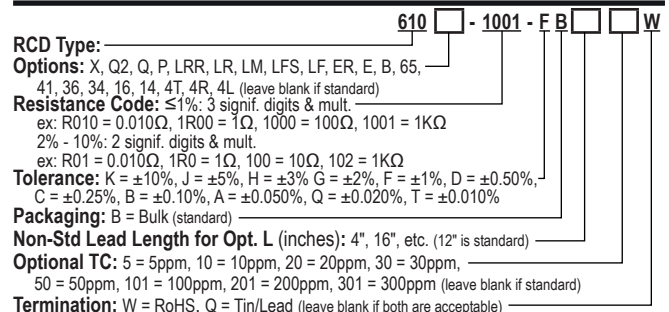 610 □ - 1001 - F B □ □ W
RCD Type:
Options: X, Q2, Q, P, LRR, LR, LM, LFS, LF, ER, E, B, 65,
41, 36, 34, 16, 14, 4T, 4R, 4L (leave blank if standard)
Resistance Code: ≤1%: 3 signif. digits & mult.
ex: R010 = 0.010Ω, 1R00 = 1Ω, 1000 = 100Ω, 1001 = 1KΩ
2% - 10%: 2 signif. digits & mult.
ex: R01 = 0.010Ω, 1R0 = 1Ω, 100 = 10Ω, 102 = 1KΩ
Tolerance: K = ±10%, J = ±5%, H = ±3% G = ±2%, F = ±1%, D = ±0.50%,
C = ±0.25%, B = ±0.10%, A = ±0.050%, Q = ±0.020%, T = ±0.010%
Packaging: B = Bulk (standard)
Non-Std Lead Length for Opt. L (inches): 4", 16", etc. (12" is standard)
Optional TC: 5 = 5ppm, 10 = 10ppm, 20 = 20ppm, 30 = 30ppm,
50 = 50ppm, 101 = 100ppm, 201 = 200ppm, 301 = 300ppm (leave blank if standard)
Termination: W = RoHS, Q = Tin/Lead (leave blank if both are acceptable)